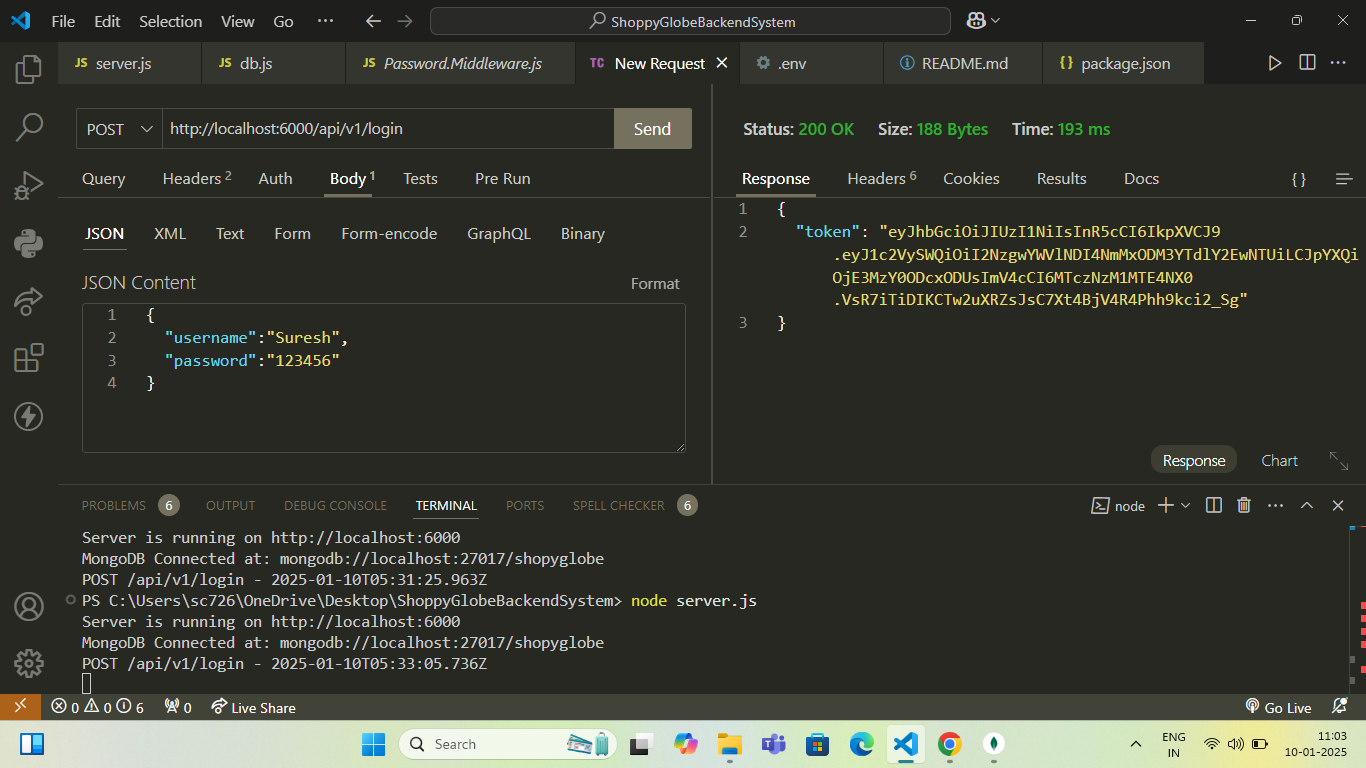 File Edit Selection View Go ··· ShoppyGlobeBackendSystem
JS server.js JS db.js JS Password.Middleware.js TC New Request .env README.md {} package.json
POST http://localhost:6000/api/v1/login Send
Query Headers 2 Auth Body 1 Tests Pre Run
JSON XML Text Form Form-encode GraphQL Binary
JSON Content Format
1 {
2 "username":"Suresh",
3 "password":"123456"
4 }
Status: 200 OK Size: 188 Bytes Time: 193 ms
Response Headers 6 Cookies Results Docs {}
1 {
2 "token": "eyJhbGciOiJIUzI1NiIsInR5cCI6IkpXVCJ9
.eyJ1c2VySWQiOiI2NzgwYWVlNDI4NmMxODM3YTdlY2EwNTUiLCJpYXQi
OjE3MzY0ODcxODUsImV4cCI6MTczNzM1MTE4NX0
.VsR7iTiDIKCTw2uXRZsJsC7Xt4BjV4R4Phh9kci2_Sg"
3 }
Response Chart
PROBLEMS 6 OUTPUT DEBUG CONSOLE TERMINAL PORTS SPELL CHECKER 6 node
Server is running on http://localhost:6000
MongoDB Connected at: mongodb://localhost:27017/shopyglobe
POST /api/v1/login - 2025-01-10T05:31:25.963Z
PS C:\Users\sc726\OneDrive\Desktop\ShoppyGlobeBackendSystem> node server.js
Server is running on http://localhost:6000
MongoDB Connected at: mongodb://localhost:27017/shopyglobe
POST /api/v1/login - 2025-01-10T05:33:05.736Z
0 0 6 0 Live Share Go Live
Search ENG
IN
11:03
10-01-2025